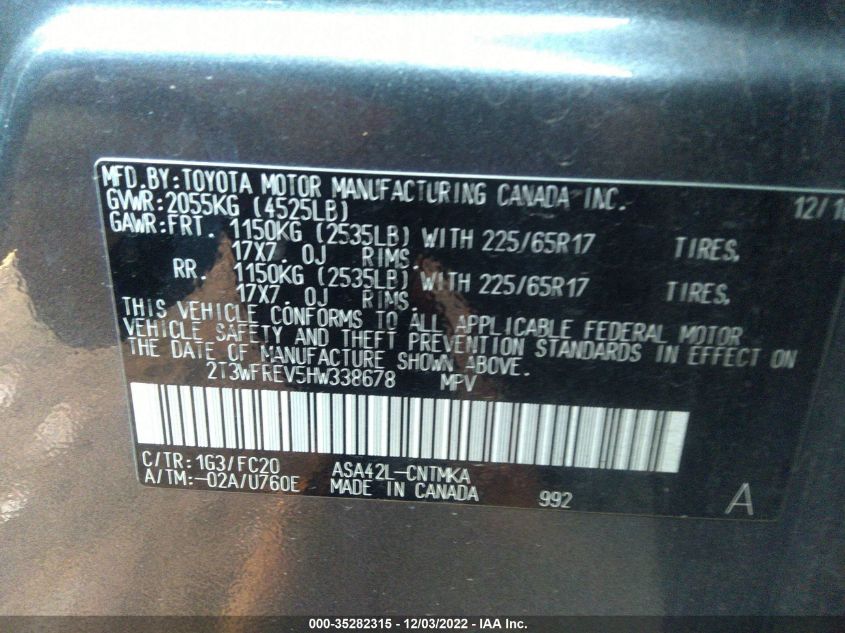 MFD.BY:TOYOTA MOTOR MANUFACTURING CANADA INC.
GVWR:2055KG (4525LB) 12/1
GAWR:FRT. 1150KG (2535LB) WITH 225/65R17 TIRES,
17X7.0J RIMS.
RR. 1150KG (2535LB) WITH 225/65R17 TIRES,
17X7.0J RIMS.
THIS VEHICLE CONFORMS TO ALL APPLICABLE FEDERAL MOTOR
VEHICLE SAFETY AND THEFT PREVENTION STANDARDS IN EFFECT ON
THE DATE OF MANUFACTURE SHOWN ABOVE.
2T3WFREV5HW338678 MPV
C/TR:1G3/FC20 ASA42L-CNTMKA
A/TM:-02A/U760E MADE IN CANADA 992 A
000-35282315 - 12/03/2022 - IAA Inc.